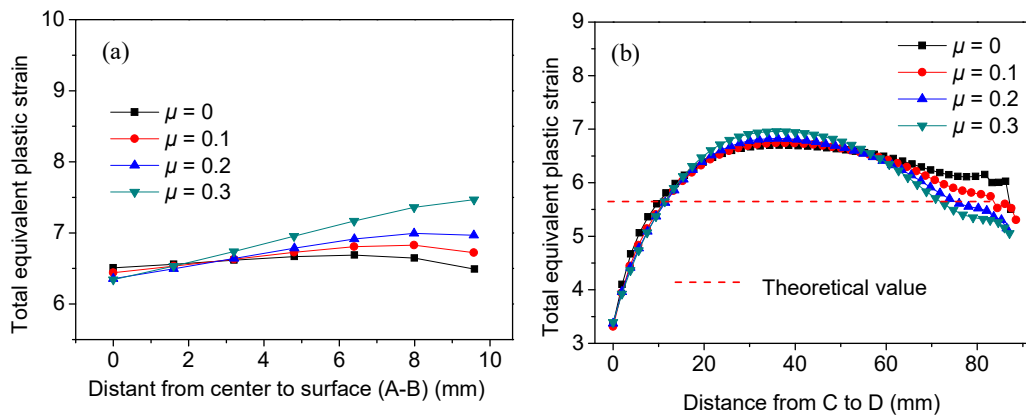 (a)
Total equivalent plastic strain
10
9
8
7
6
μ = 0
μ = 0.1
μ = 0.2
μ = 0.3
0 2 4 6 8 10
Distant from center to surface (A-B) (mm)
(b)
Total equivalent plastic strain
9
8
7
6
5
4
3
μ = 0
μ = 0.1
μ = 0.2
μ = 0.3
Theoretical value
0 20 40 60 80
Distance from C to D (mm)